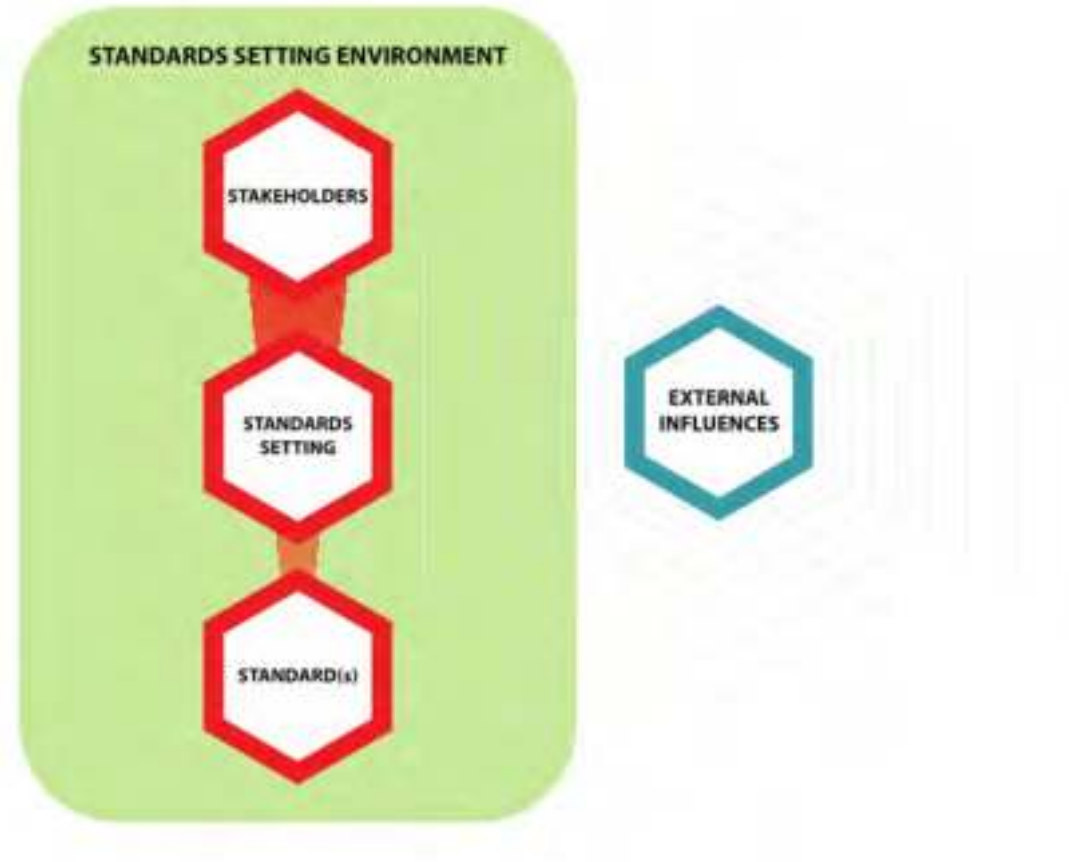 STANDARDS SETTING ENVIRONMENT
STAKEHOLDERS
STANDARDS
SETTING
STANDARD(s)
EXTERNAL
INFLUENCES